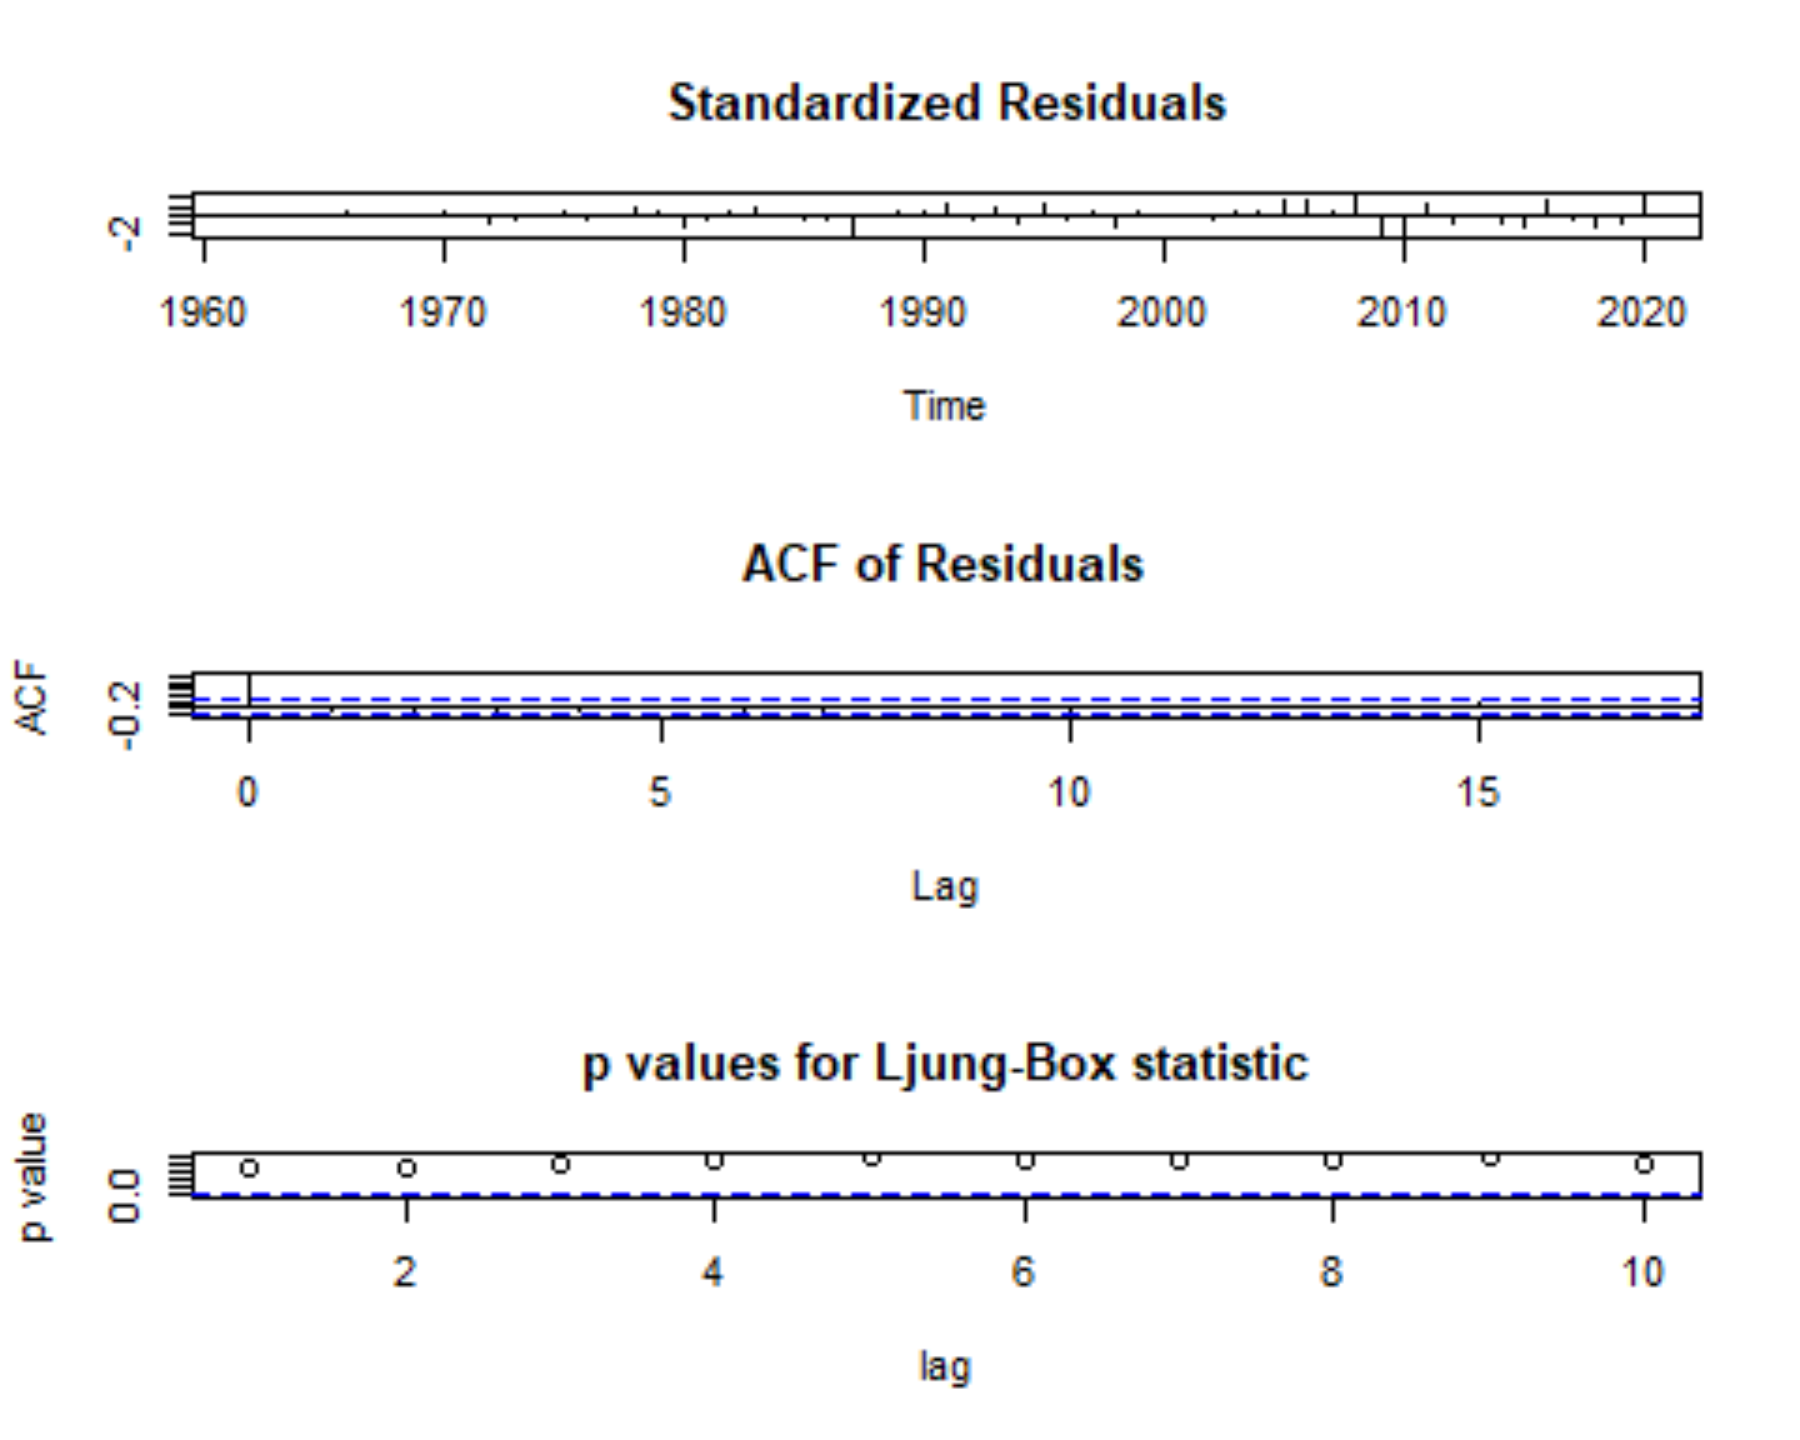 Standardized Residuals
-2
1960 1970 1980 1990 2000 2010 2020
Time
ACF of Residuals
ACF
-0.2
0 5 10 15
Lag
p values for Ljung-Box statistic
p value
0.0
2 4 6 8 10
lag